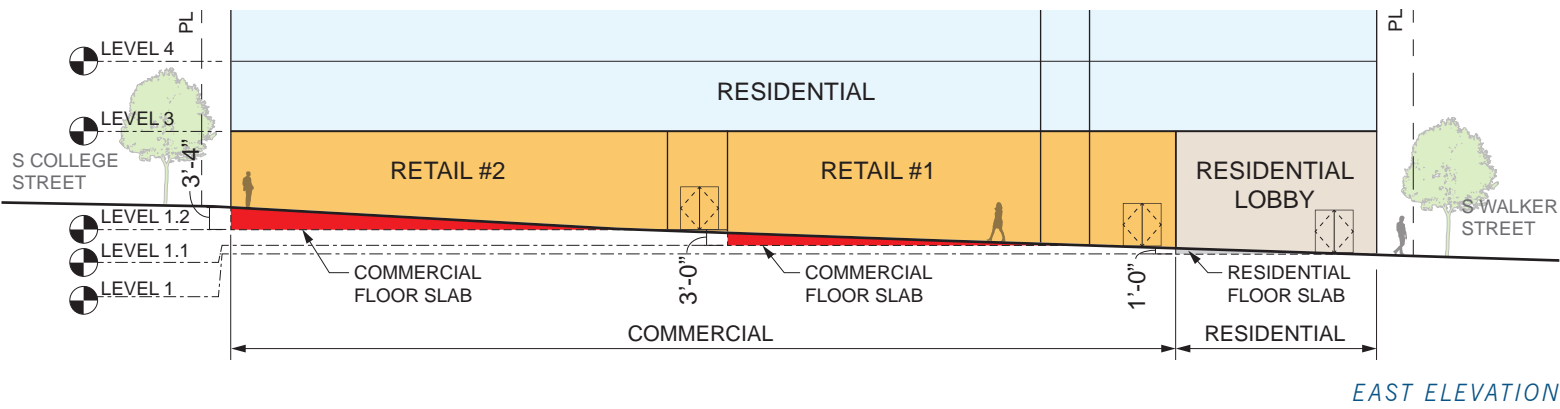 PL
PL
LEVEL 4
RESIDENTIAL
LEVEL 3
S COLLEGE
STREET
3’-4”
RETAIL #2
RETAIL #1
RESIDENTIAL
LOBBY
S WALKER
STREET
LEVEL 1.2
LEVEL 1.1
LEVEL 1
COMMERCIAL
FLOOR SLAB
3’-0”
COMMERCIAL
FLOOR SLAB
1’-0”
RESIDENTIAL
FLOOR SLAB
COMMERCIAL
RESIDENTIAL
EAST ELEVATION